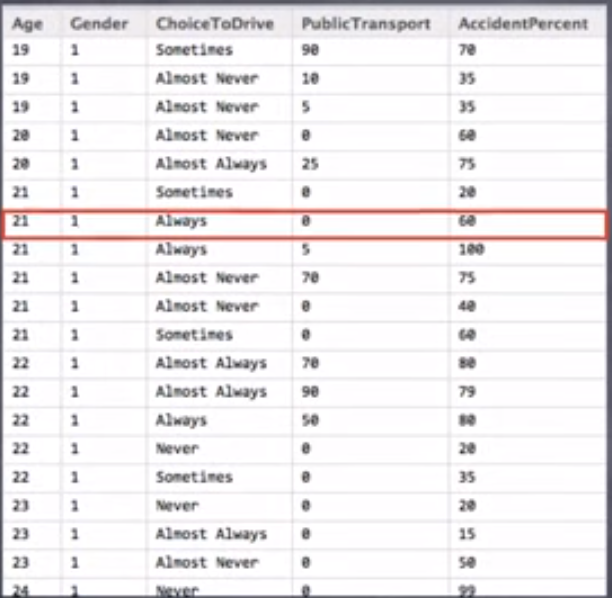 Age Gender ChoiceToDrive PublicTransport AccidentPercent
19 1 Sometimes 90 70
19 1 Almost Never 10 35
19 1 Almost Never 5 35
20 1 Almost Never 0 60
20 1 Almost Always 25 75
21 1 Sometimes 0 20
21 1 Always 0 60
21 1 Always 5 100
21 1 Almost Never 70 75
21 1 Almost Never 0 40
21 1 Sometimes 0 60
22 1 Almost Always 70 80
22 1 Almost Always 90 79
22 1 Always 50 80
22 1 Never 0 20
22 1 Sometimes 0 35
23 1 Never 0 20
23 1 Almost Always 0 15
23 1 Almost Never 0 50
24 1 Never 0 99